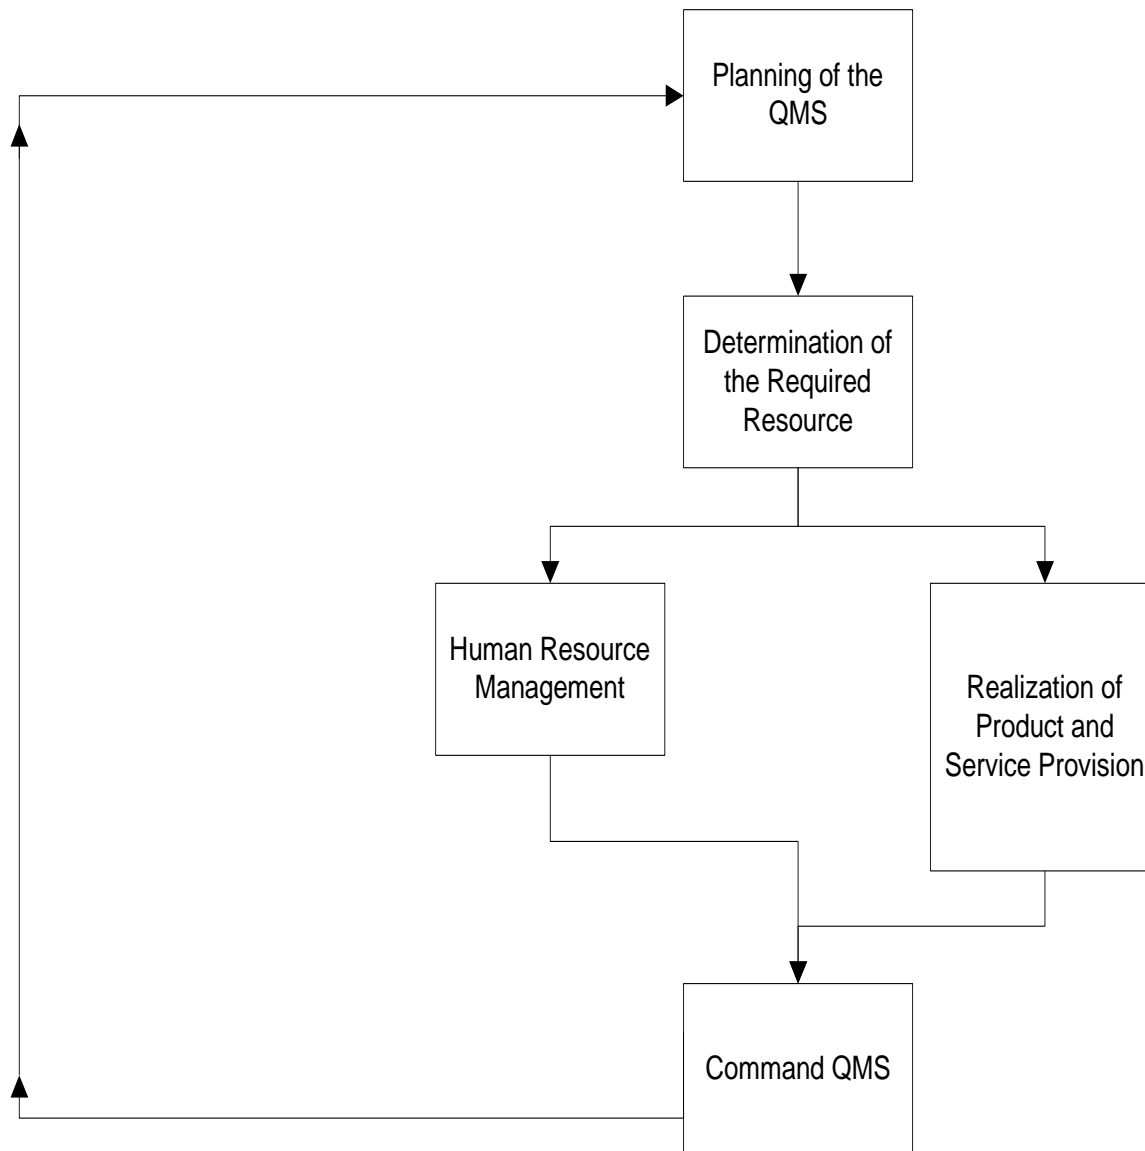 Planning of the
QMS
Determination of
the Required
Resource
Human Resource
Management
Realization of
Product and
Service Provision
Command QMS